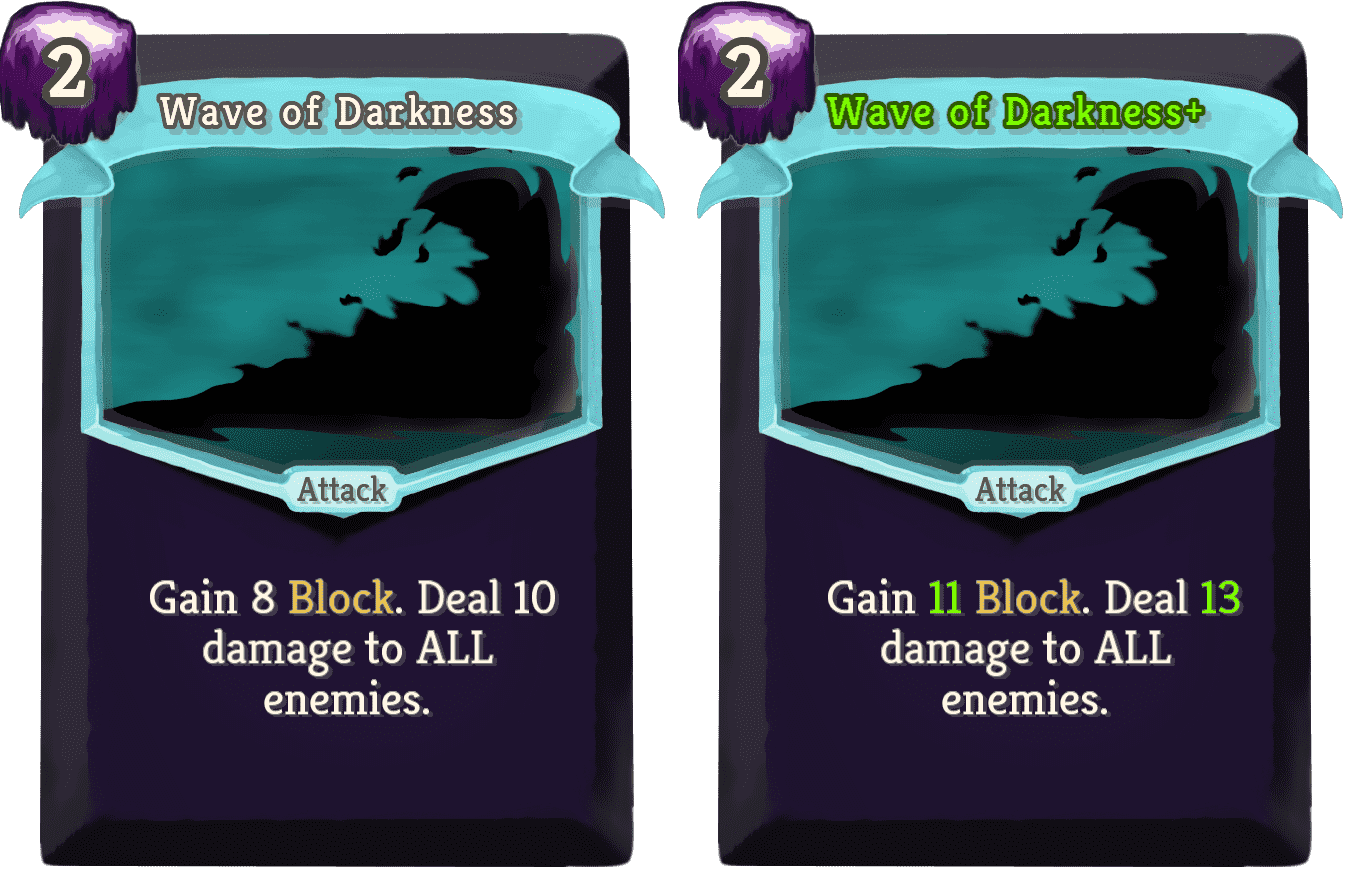 2
Wave of Darkness
Attack
Gain 8 Block. Deal 10
damage to ALL
enemies.
2
Wave of Darkness+
Attack
Gain 11 Block. Deal 13
damage to ALL
enemies.